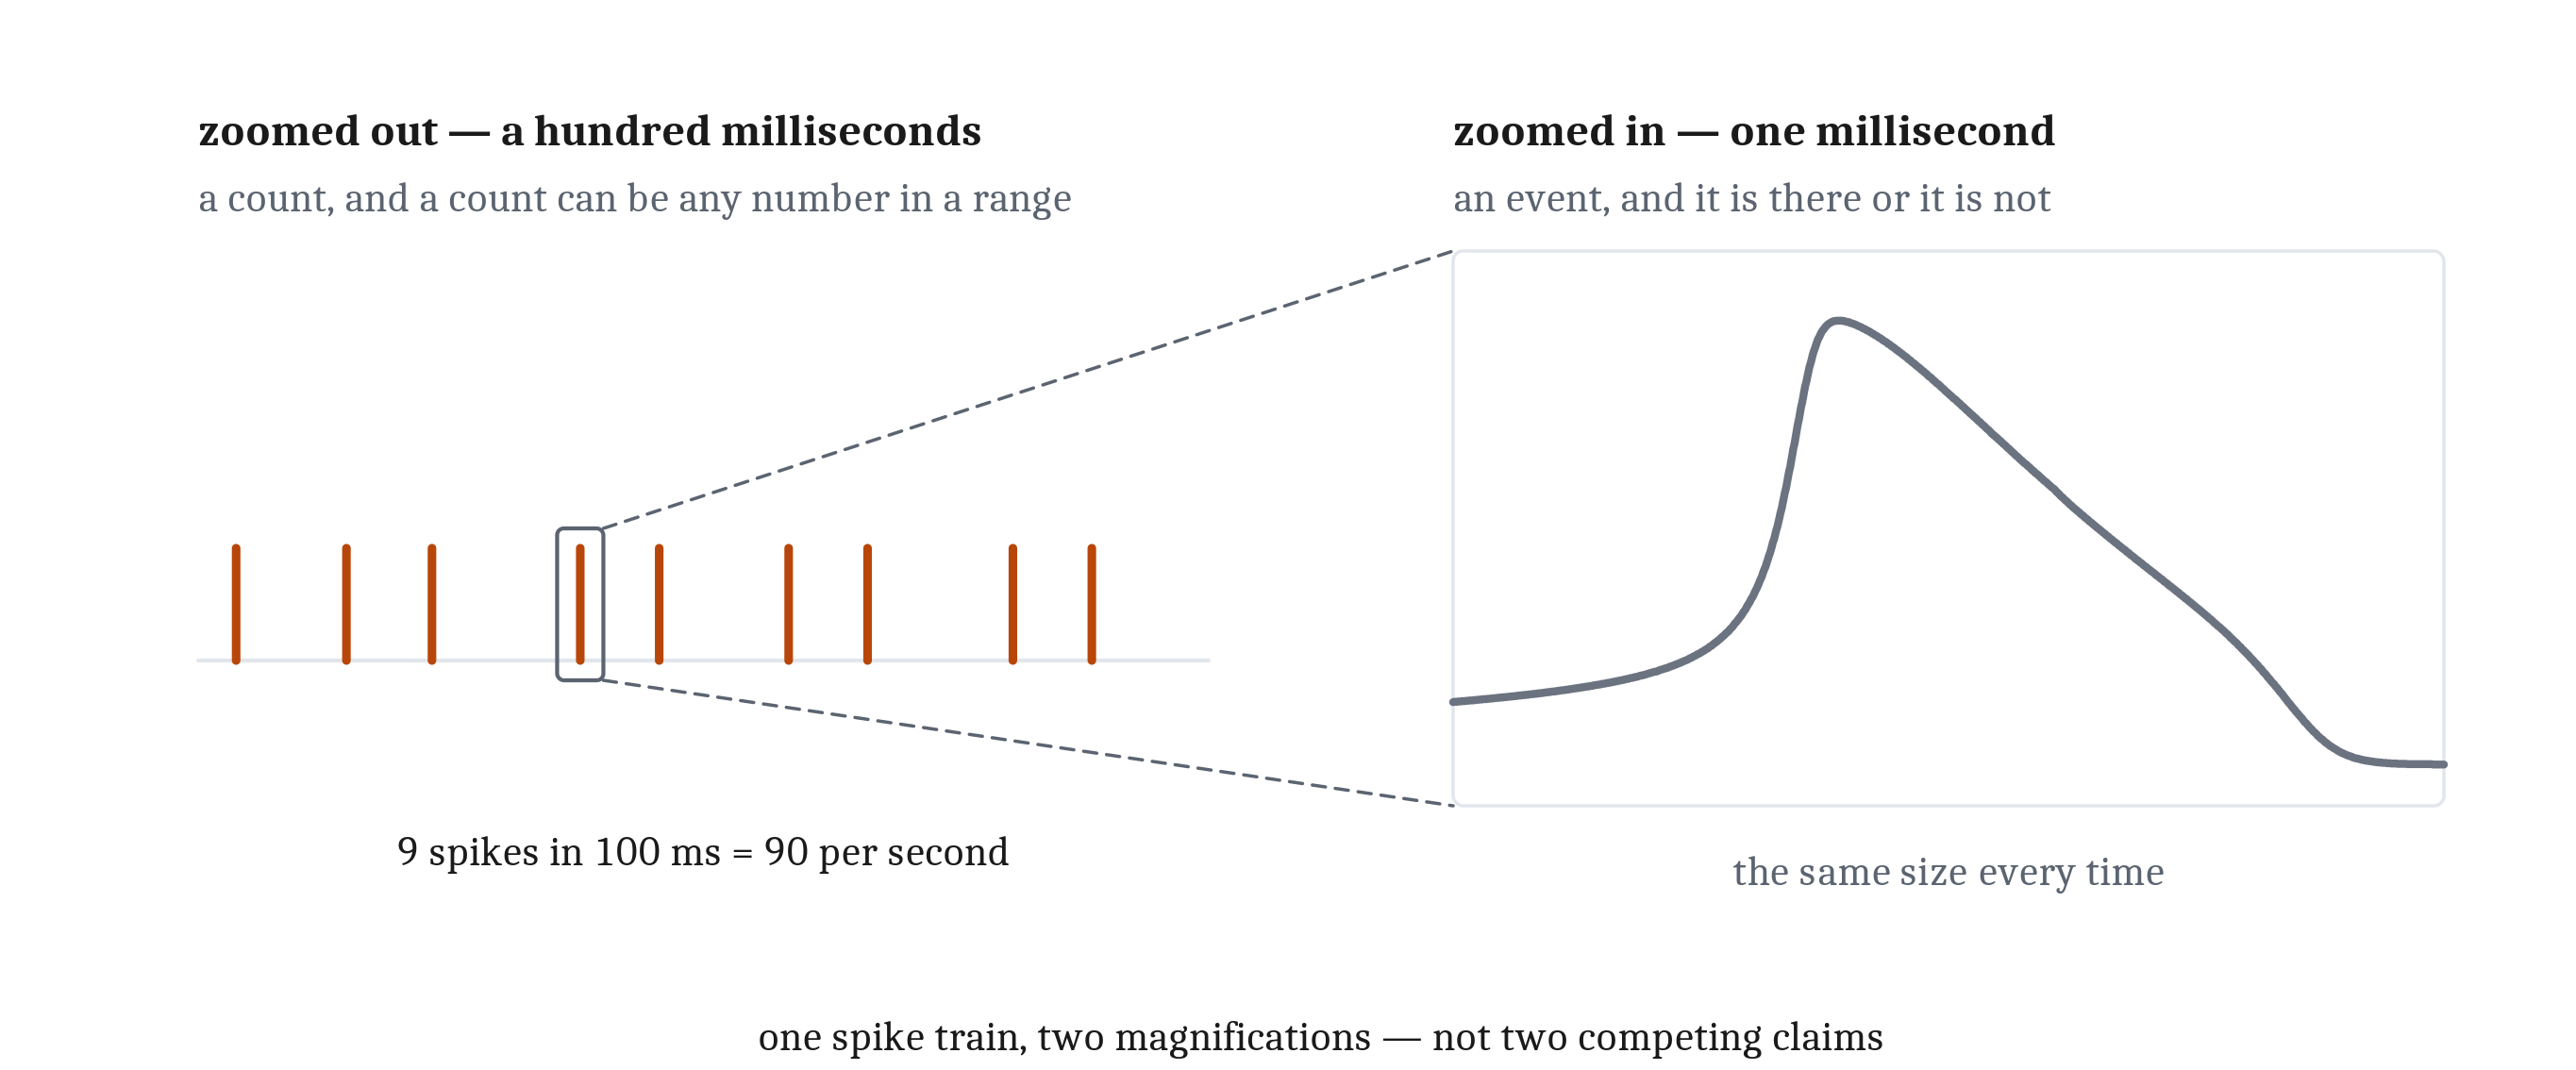 zoomed out — a hundred milliseconds
a count, and a count can be any number in a range
zoomed in — one millisecond
an event, and it is there or it is not
9 spikes in 100 ms = 90 per second
the same size every time
one spike train, two magnifications — not two competing claims